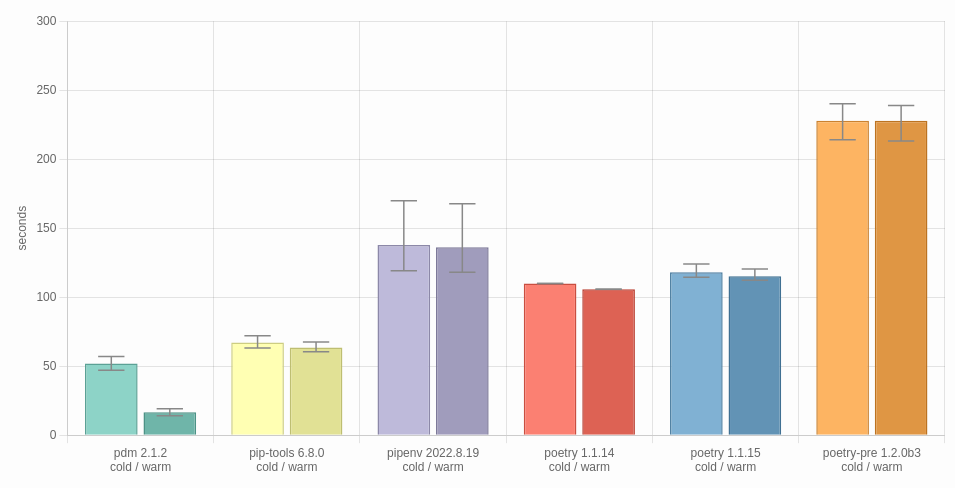 300
250
200
150
100
50
0
seconds
pdm 2.1.2
cold / warm
pip-tools 6.8.0
cold / warm
pipenv 2022.8.19
cold / warm
poetry 1.1.14
cold / warm
poetry 1.1.15
cold / warm
poetry-pre 1.2.0b3
cold / warm